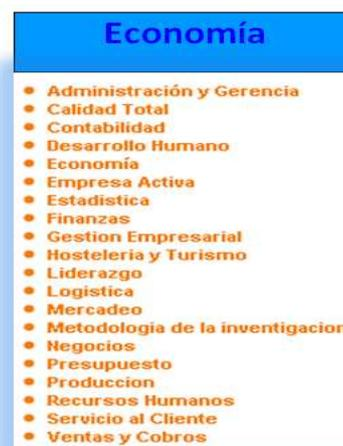 Economía
Administración y Gerencia
Calidad Total
Contabilidad
Desarrollo Humano
Economía
Empresa Activa
Estadistica
Finanzas
Gestion Empresarial
Hosteleria y Turismo
Liderazgo
Logistica
Mercadeo
Metodologia de la inventigacion
Negocios
Presupuesto
Produccion
Recursos Humanos
Servicio al Cliente
Ventas y Cobros